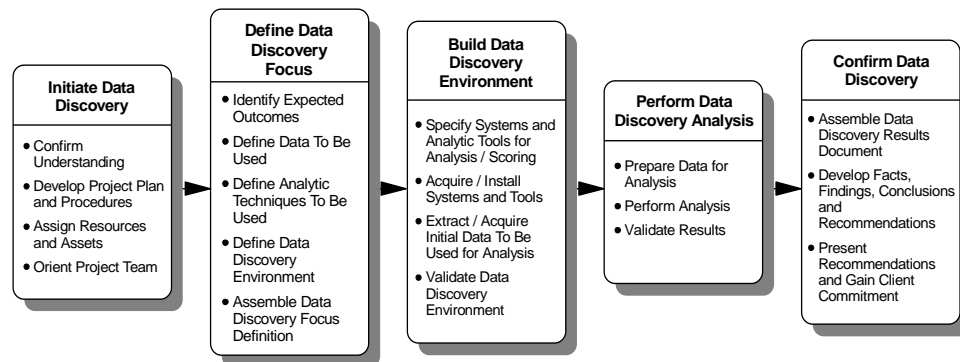 Initiate Data
Discovery
• Confirm
Understanding
• Develop Project Plan
and Procedures
• Assign Resources
and Assets
• Orient Project Team
Define Data
Discovery
Focus
• Identify Expected
Outcomes
• Define Data To Be
Used
• Define Analytic
Techniques To Be
Used
• Define Data
Discovery
Environment
• Assemble Data
Discovery Focus
Definition
Build Data
Discovery
Environment
• Specify Systems and
Analytic Tools for
Analysis / Scoring
• Acquire / Install
Systems and Tools
• Extract / Acquire
Initial Data To Be
Used for Analysis
• Validate Data
Discovery
Environment
Perform Data
Discovery Analysis
• Prepare Data for
Analysis
• Perform Analysis
• Validate Results
Confirm Data
Discovery
• Assemble Data
Discovery Results
Document
• Develop Facts,
Findings, Conclusions
and
Recommendations
• Present
Recommendations
and Gain Client
Commitment